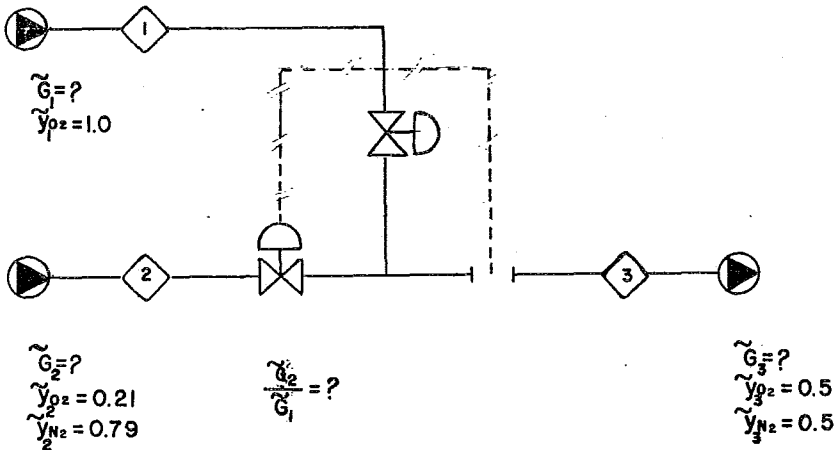 1
G̃₁=?
ỹ₁O₂=1.0
2
3
G̃₂=?
ỹ₂O₂=0.21
ỹ₂N₂=0.79
G̃₂/G̃₁=?
G̃₃=?
ỹ₃O₂=0.5
ỹ₃N₂=0.5